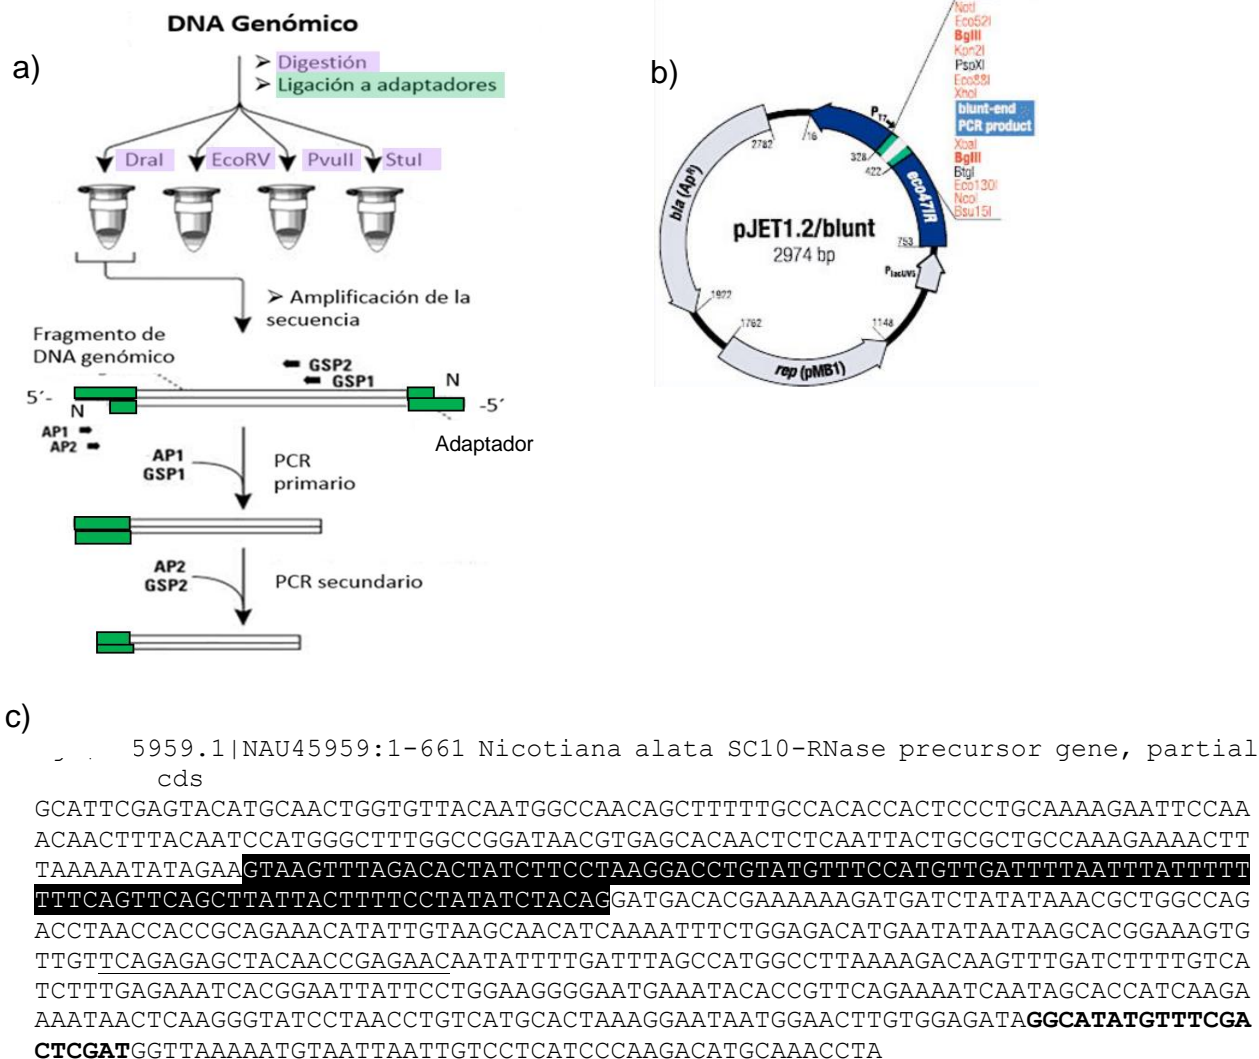 a)
DNA Genómico
➢ Digestión
➢ Ligación a adaptadores
DraI
EcoRV
PvuII
StuI
➢ Amplificación de la
secuencia
Fragmento de
DNA genómico
GSP2
GSP1
N
5´-
N
-5´
AP1
AP2
Adaptador
AP1
GSP1
PCR
primario
AP2
GSP2
PCR secundario
b)
NotI
Eco52I
BglII
Kpn2I
PspXI
Eco88I
XhoI
blunt-end
PCR product
XbaI
BglII
BtgI
Eco130I
NcoI
Bsu15I
PT7
2782
16
328
422
eco47IR
bla (ApR)
pJET1.2/blunt
2974 bp
753
PlacUV5
1922
1762
1148
rep (pMB1)
c)
5959.1|NAU45959:1-661 Nicotiana alata SC10-RNase precursor gene, partial
cds
GCATTCGAGTACATGCAACTGGTGTTACAATGGCCAACAGCTTTTTGCCACACCACTCCCTGCAAAAGAATTCCAA
ACAACTTTACAATCCATGGGCTTTGGCCGGATAACGTGAGCACAACTCTCAATTACTGCGCTGCCAAAGAAAACTT
TAAAAATATAGAAGTAAGTTTAGACACTATCTTCCTAAGGACCTGTATGTTTCCATGTTGATTTTAATTTATTTTT
TTTCAGTTCAGCTTATTACTTTTCCTATATCTACAGGATGACACGAAAAAAGATGATCTATATAAACGCTGGCCAG
ACCTAACCACCGCAGAAACATATTGTAAGCAACATCAAAATTTCTGGAGACATGAATATAATAAGCACGGAAAGTG
TTGTTCAGAGAGCTACAACCGAGAACAATATTTTGATTTAGCCATGGCCTTAAAAGACAAGTTTGATCTTTTGTCA
TCTTTGAGAAATCACGGAATTATTCCTGGAAGGGGAATGAAATACACCGTTCAGAAAATCAATAGCACCATCAAGA
AAATAACTCAAGGGTATCCTAACCTGTCATGCACTAAAGGAATAATGGAACTTGTGGAGATAGGCATATGTTTCGA
CTCGATGGTTAAAAATGTAATTAATTGTCCTCATCCCAAGACATGCAAACCTA